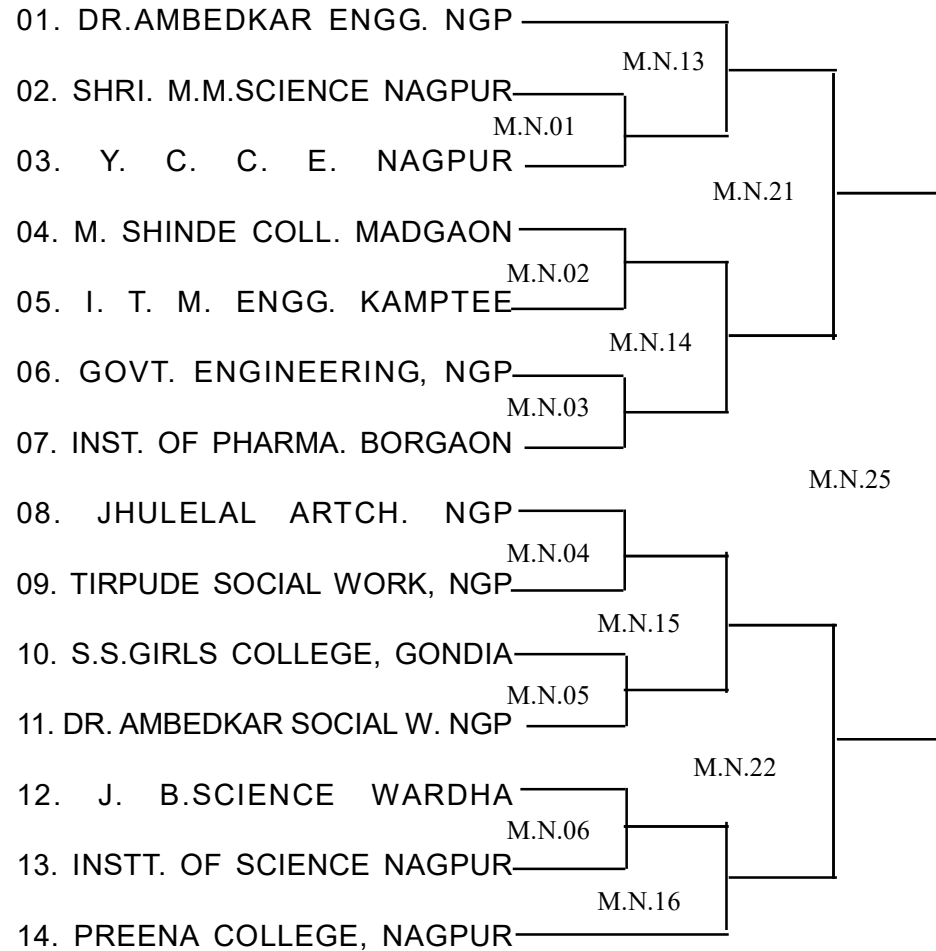 01. DR.AMBEDKAR ENGG. NGP
M.N.13
02. SHRI. M.M.SCIENCE NAGPUR
M.N.01
03. Y. C. C. E. NAGPUR
M.N.21
04. M. SHINDE COLL. MADGAON
M.N.02
05. I. T. M. ENGG. KAMPTEE
M.N.14
06. GOVT. ENGINEERING, NGP
M.N.03
07. INST. OF PHARMA. BORGAON
M.N.25
08. JHULELAL ARTCH. NGP
M.N.04
09. TIRPUDE SOCIAL WORK, NGP
M.N.15
10. S.S.GIRLS COLLEGE, GONDIA
M.N.05
11. DR. AMBEDKAR SOCIAL W. NGP
M.N.22
12. J. B.SCIENCE WARDHA
M.N.06
13. INSTT. OF SCIENCE NAGPUR
M.N.16
14. PREENA COLLEGE, NAGPUR